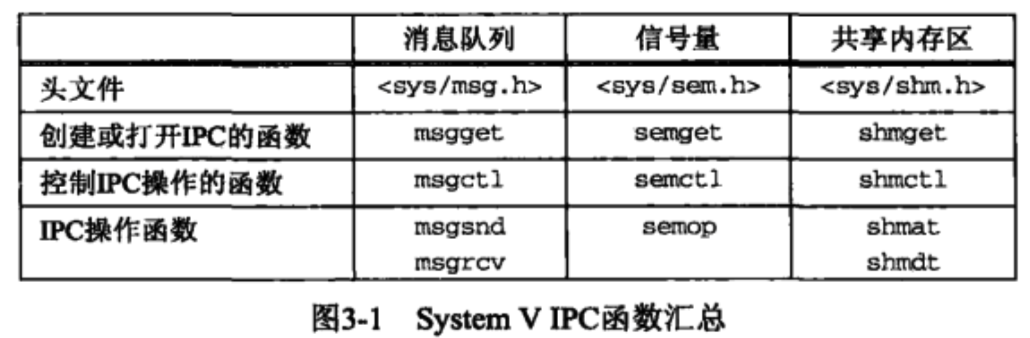 消息队列 信号量 共享内存区
头文件 <sys/msg.h> <sys/sem.h> <sys/shm.h>
创建或打开IPC的函数 msgget semget shmget
控制IPC操作的函数 msgctl semctl shmctl
IPC操作函数 msgsnd semop shmat
msgrcv shmdt
图3-1 System V IPC函数汇总